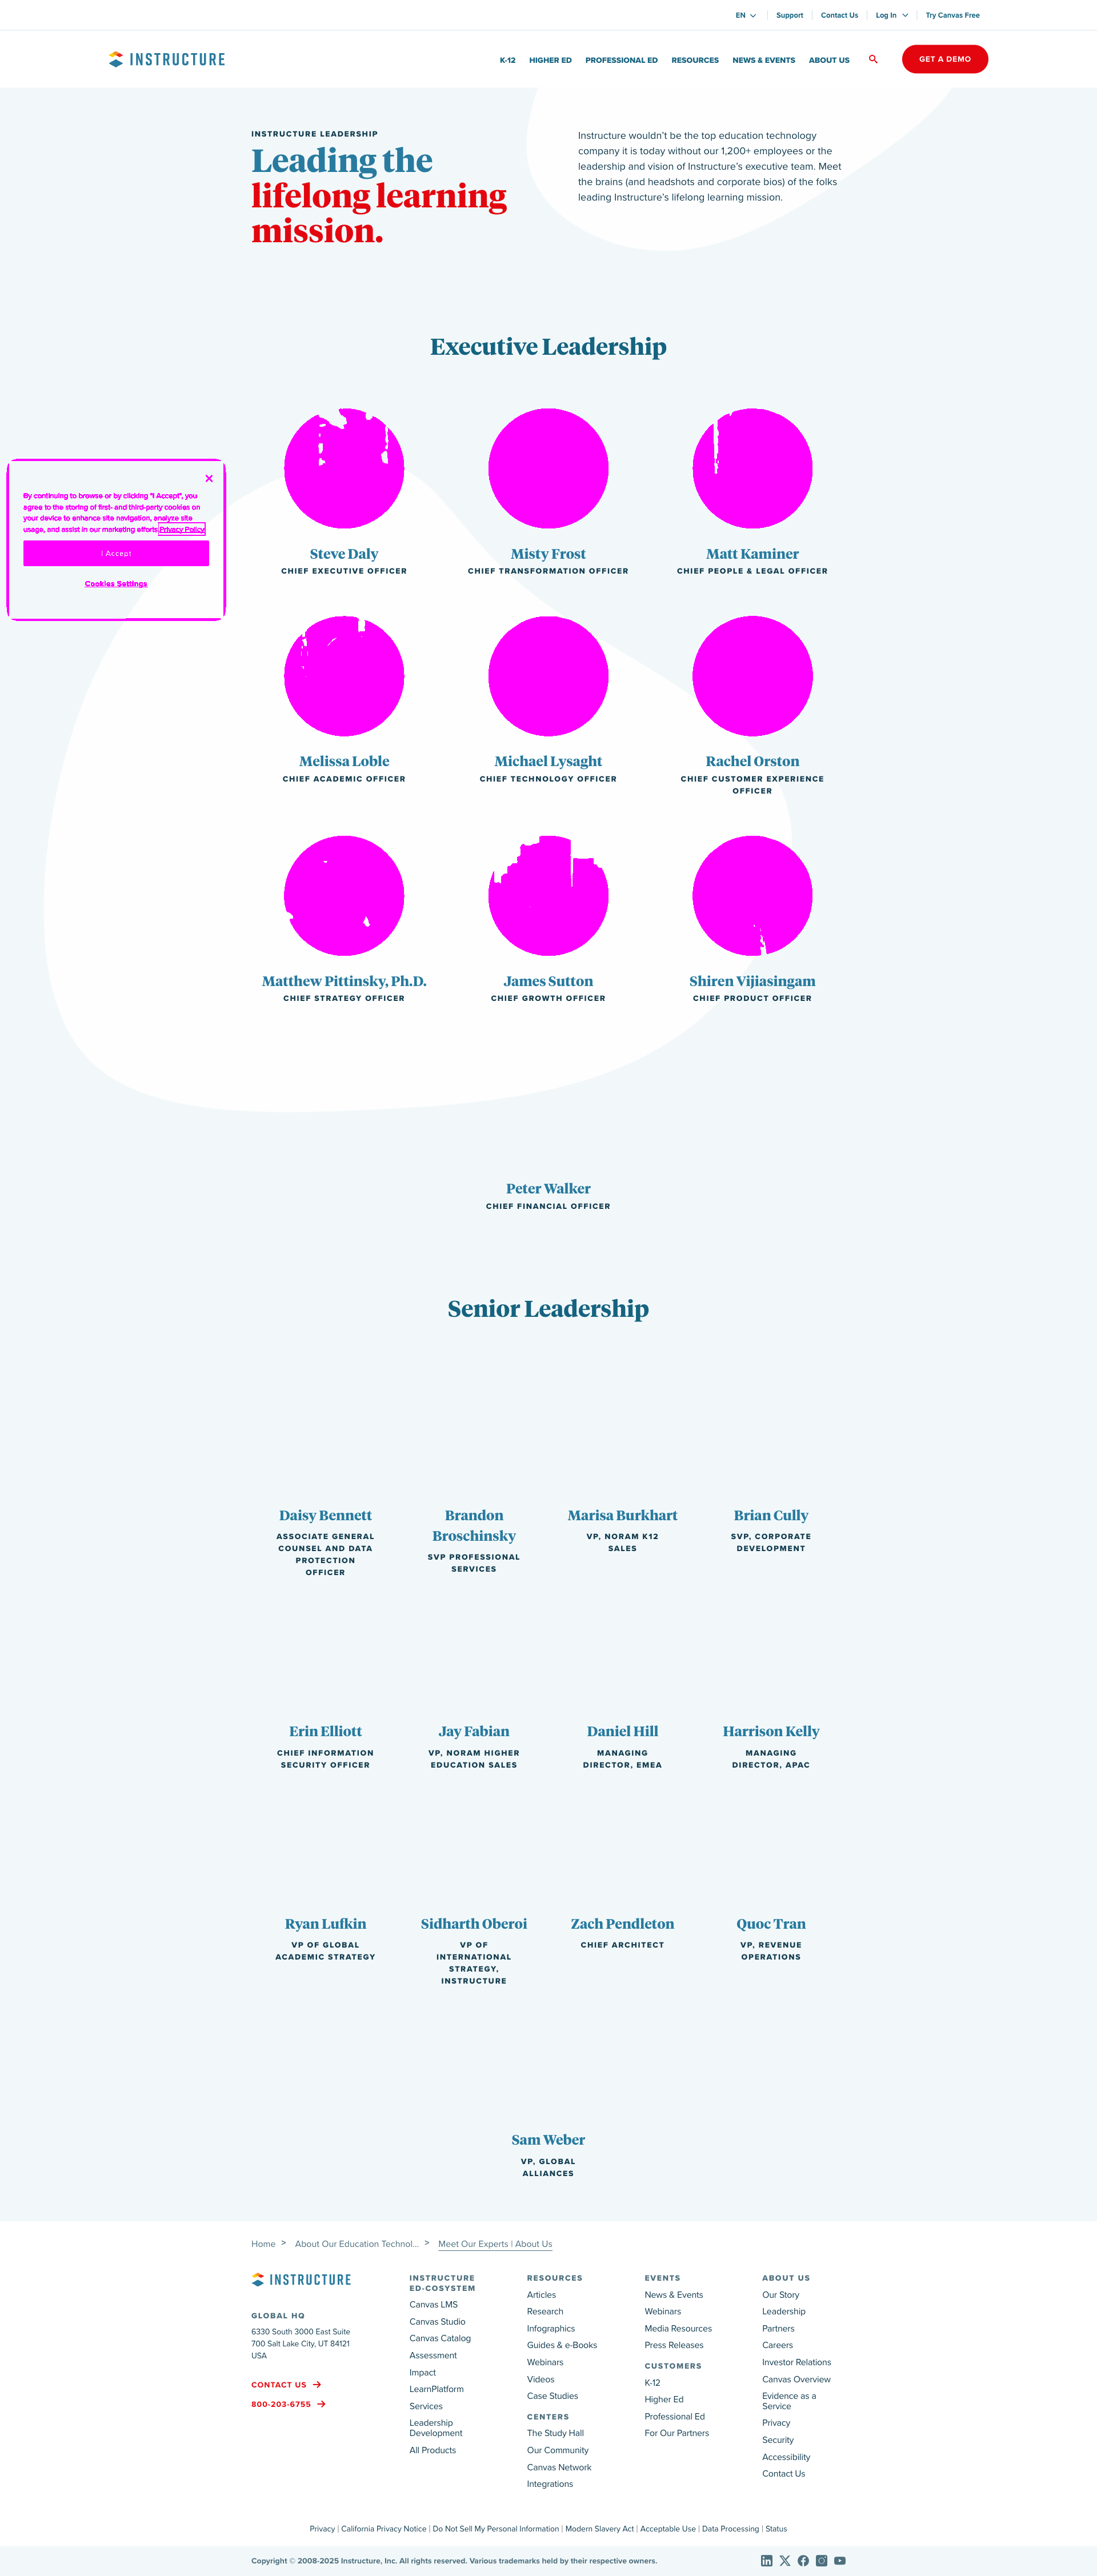 EN
Support
Contact Us
Log In
Try Canvas Free
INSTRUCTURE
K-12
HIGHER ED
PROFESSIONAL ED
RESOURCES
NEWS & EVENTS
ABOUT US
GET A DEMO
INSTRUCTURE LEADERSHIP
Leading the
lifelong learning
mission.
Instructure wouldn't be the top education technology
company it is today without our 1,200+ employees or the
leadership and vision of Instructure's executive team. Meet
the brains (and headshots and corporate bios) of the folks
leading Instructure's lifelong learning mission.
Executive Leadership
By continuing to browse or by clicking "I Accept", you
agree to the storing of first- and third-party cookies on
your device to enhance site navigation, analyze site
usage, and assist in our marketing efforts Privacy Policy
I Accept
Cookies Settings
Steve Daly
CHIEF EXECUTIVE OFFICER
Misty Frost
CHIEF TRANSFORMATION OFFICER
Matt Kaminer
CHIEF PEOPLE & LEGAL OFFICER
Melissa Loble
CHIEF ACADEMIC OFFICER
Michael Lysaght
CHIEF TECHNOLOGY OFFICER
Rachel Orston
CHIEF CUSTOMER EXPERIENCE
OFFICER
Matthew Pittinsky, Ph.D.
CHIEF STRATEGY OFFICER
James Sutton
CHIEF GROWTH OFFICER
Shiren Vijiasingam
CHIEF PRODUCT OFFICER
Peter Walker
CHIEF FINANCIAL OFFICER
Senior Leadership
Daisy Bennett
ASSOCIATE GENERAL
COUNSEL AND DATA
PROTECTION
OFFICER
Brandon
Broschinsky
SVP PROFESSIONAL
SERVICES
Marisa Burkhart
VP, NORAM K12
SALES
Brian Cully
SVP, CORPORATE
DEVELOPMENT
Erin Elliott
CHIEF INFORMATION
SECURITY OFFICER
Jay Fabian
VP, NORAM HIGHER
EDUCATION SALES
Daniel Hill
MANAGING
DIRECTOR, EMEA
Harrison Kelly
MANAGING
DIRECTOR, APAC
Ryan Lufkin
VP OF GLOBAL
ACADEMIC STRATEGY
Sidharth Oberoi
VP OF
INTERNATIONAL
STRATEGY,
INSTRUCTURE
Zach Pendleton
CHIEF ARCHITECT
Quoc Tran
VP, REVENUE
OPERATIONS
Sam Weber
VP, GLOBAL
ALLIANCES
Home > About Our Education Technol... > Meet Our Experts | About Us
INSTRUCTURE
GLOBAL HQ
6330 South 3000 East Suite
700 Salt Lake City, UT 84121
USA
CONTACT US
800-203-6755
INSTRUCTURE
ED-COSYSTEM
Canvas LMS
Canvas Studio
Canvas Catalog
Assessment
Impact
LearnPlatform
Services
Leadership
Development
All Products
RESOURCES
Articles
Research
Infographics
Guides & e-Books
Webinars
Videos
Case Studies
CENTERS
The Study Hall
Our Community
Canvas Network
Integrations
EVENTS
News & Events
Webinars
Media Resources
Press Releases
CUSTOMERS
K-12
Higher Ed
Professional Ed
For Our Partners
ABOUT US
Our Story
Leadership
Partners
Careers
Investor Relations
Canvas Overview
Evidence as a
Service
Privacy
Security
Accessibility
Contact Us
Privacy | California Privacy Notice | Do Not Sell My Personal Information | Modern Slavery Act | Acceptable Use | Data Processing | Status
Copyright © 2008-2025 Instructure, Inc. All rights reserved. Various trademarks held by their respective owners.